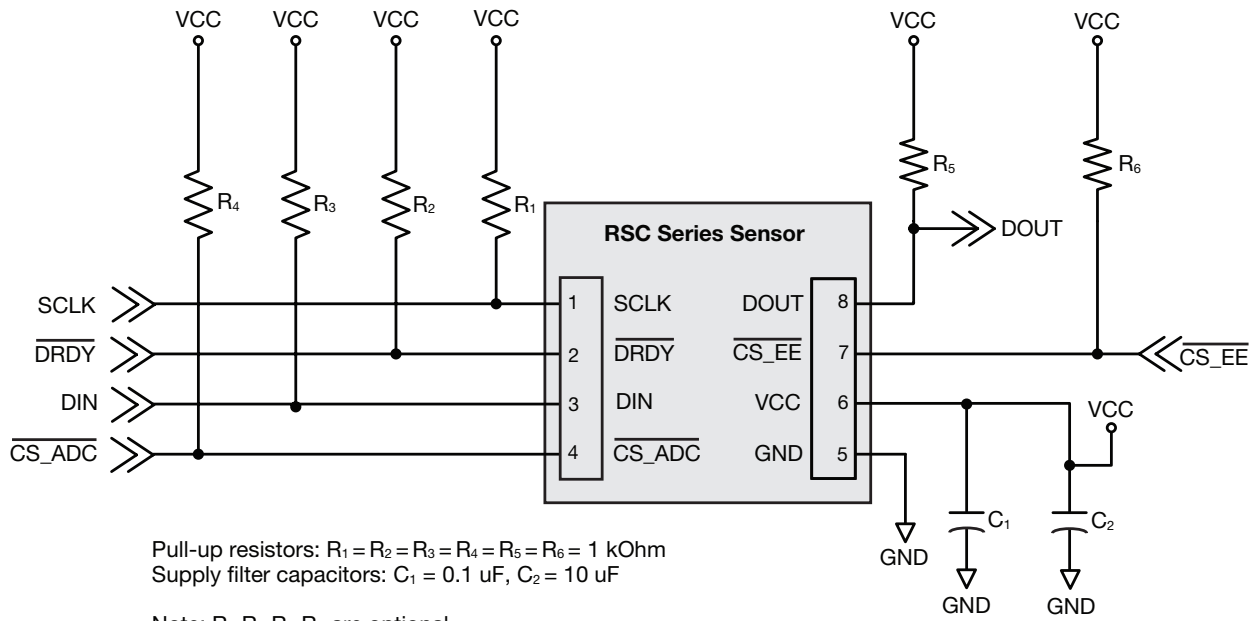 VCC VCC VCC VCC VCC VCC
R₄ R₃ R₂ R₁ R₅ R₆
RSC Series Sensor
DOUT
SCLK 1 SCLK DOUT 8
DRDY 2 DRDY CS_EE 7 CS_EE
DIN 3 DIN VCC 6 VCC
CS_ADC 4 CS_ADC GND 5
C₁ C₂
GND GND GND
Pull-up resistors: R₁ = R₂ = R₃ = R₄ = R₅ = R₆ = 1 kOhm
Supply filter capacitors: C₁ = 0.1 uF, C₂ = 10 uF
Note: R R R R are optional